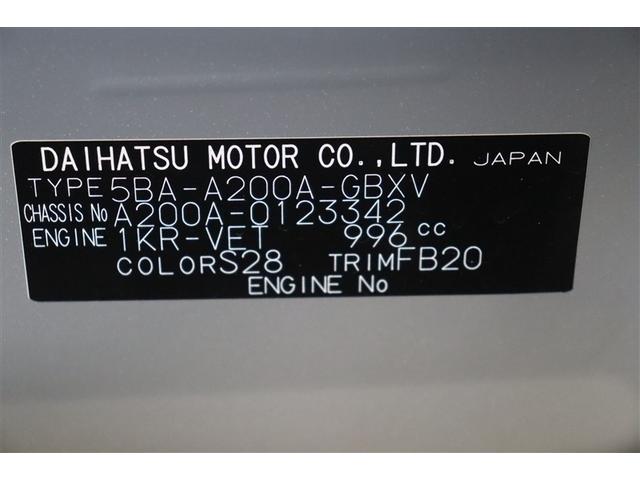 DAIHATSU MOTOR CO.,LTD. JAPAN
TYPE 5BA-A200A-GBXV
CHASSIS No A200A-0123342
ENGINE 1KR-VET 996 cc
COLOR S28 TRIM FB20
ENGINE No